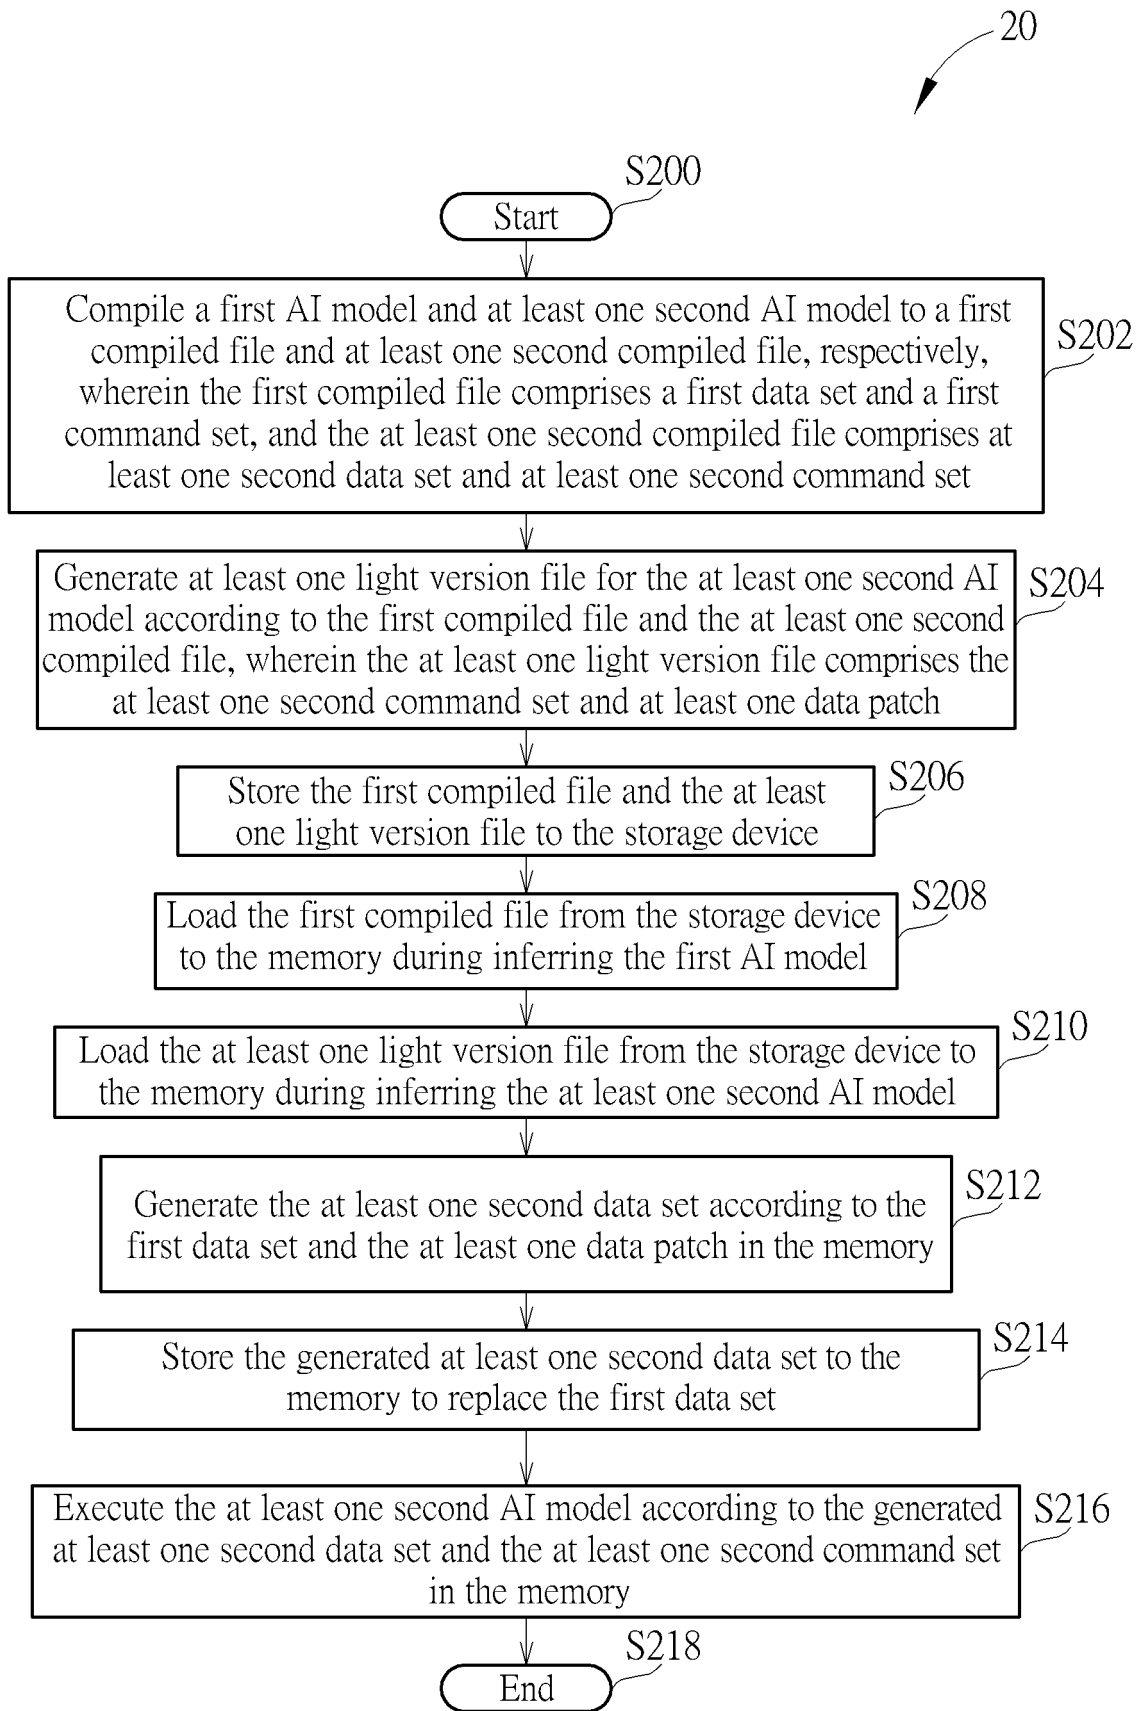 20
S200
Start
S202
Compile a first AI model and at least one second AI model to a first
compiled file and at least one second compiled file, respectively,
wherein the first compiled file comprises a first data set and a first
command set, and the at least one second compiled file comprises at
least one second data set and at least one second command set
S204
Generate at least one light version file for the at least one second AI
model according to the first compiled file and the at least one second
compiled file, wherein the at least one light version file comprises the
at least one second command set and at least one data patch
S206
Store the first compiled file and the at least
one light version file to the storage device
S208
Load the first compiled file from the storage device
to the memory during inferring the first AI model
S210
Load the at least one light version file from the storage device to
the memory during inferring the at least one second AI model
S212
Generate the at least one second data set according to the
first data set and the at least one data patch in the memory
S214
Store the generated at least one second data set to the
memory to replace the first data set
S216
Execute the at least one second AI model according to the generated
at least one second data set and the at least one second command set
in the memory
S218
End